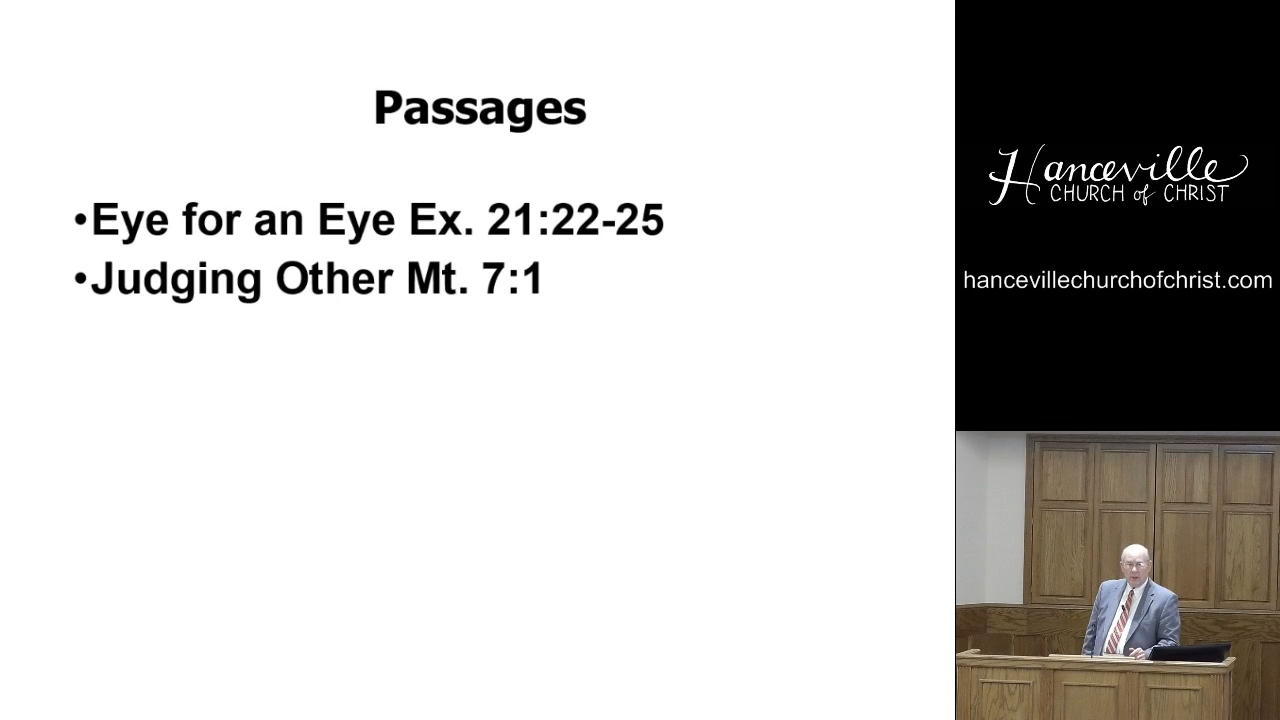 Passages
•Eye for an Eye Ex. 21:22-25
•Judging Other Mt. 7:1
Hanceville
CHURCH of CHRIST
hancevillechurchofchrist.com